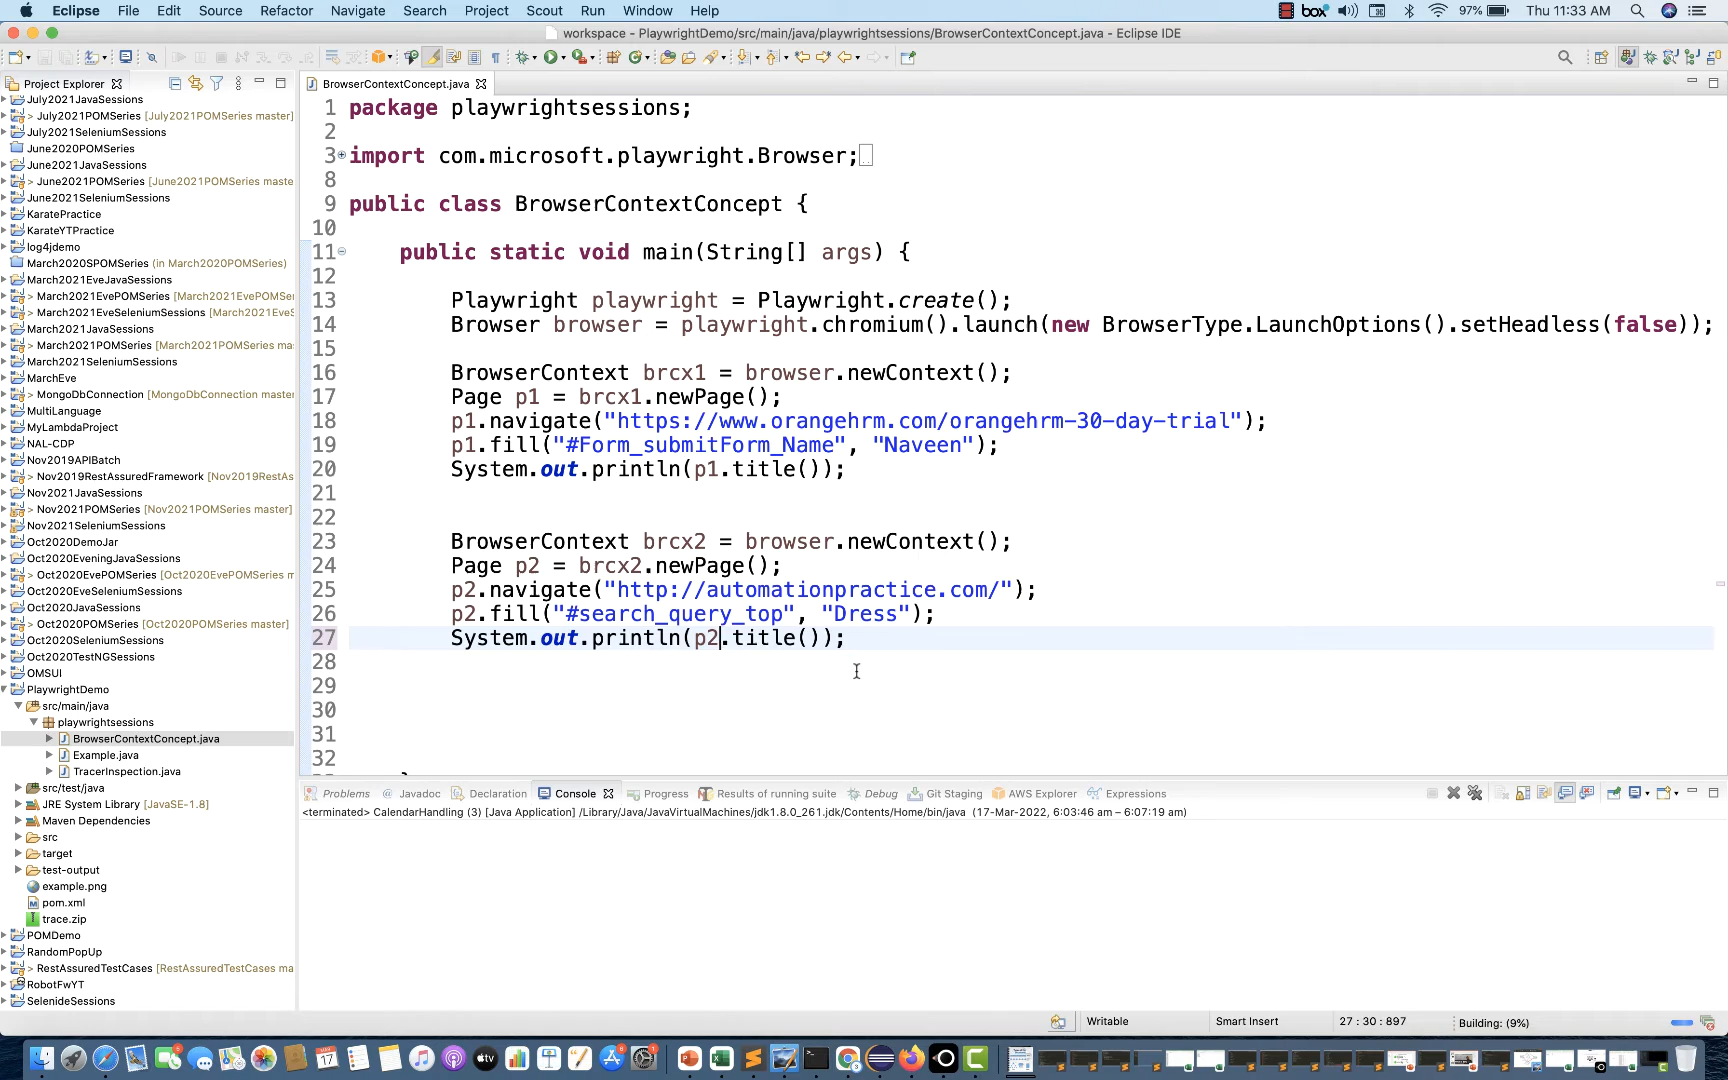 Eclipse File Edit Source Refactor Navigate Search Project Scout Run Window Help box 97% Thu 11:33 AM
workspace - PlaywrightDemo/src/main/java/playwrightsessions/BrowserContextConcept.java - Eclipse IDE
Project Explorer
July2021JavaSessions
> July2021POMSeries [July2021POMSeries master]
July2021SeleniumSessions
June2020POMSeries
June2021JavaSessions
> June2021POMSeries [June2021POMSeries maste
June2021SeleniumSessions
KaratePractice
KarateYTPractice
log4jdemo
March2020SPOMSeries (in March2020POMSeries)
March2021EveJavaSessions
> March2021EvePOMSeries [March2021EvePOMSer
> March2021EveSeleniumSessions [March2021EveS
March2021JavaSessions
> March2021POMSeries [March2021POMSeries ma
March2021SeleniumSessions
MarchEve
> MongoDbConnection [MongoDbConnection master
MultiLanguage
MyLambdaProject
NAL-CDP
Nov2019APIBatch
> Nov2019RestAssuredFramework [Nov2019RestAs
Nov2021JavaSessions
> Nov2021POMSeries [Nov2021POMSeries master]
Nov2021SeleniumSessions
Oct2020DemoJar
Oct2020EveningJavaSessions
> Oct2020EvePOMSeries [Oct2020EvePOMSeries m
Oct2020EveSeleniumSessions
Oct2020JavaSessions
> Oct2020POMSeries [Oct2020POMSeries master]
Oct2020SeleniumSessions
Oct2020TestNGSessions
OMSUI
PlaywrightDemo
src/main/java
playwrightsessions
BrowserContextConcept.java
Example.java
TracerInspection.java
src/test/java
JRE System Library [JavaSE-1.8]
Maven Dependencies
src
target
test-output
example.png
pom.xml
trace.zip
POMDemo
RandomPopUp
> RestAssuredTestCases [RestAssuredTestCases ma
RobotFwYT
SelenideSessions
BrowserContextConcept.java
1 package playwrightsessions;
2
3 import com.microsoft.playwright.Browser;
8
9 public class BrowserContextConcept {
10
11 public static void main(String[] args) {
12
13 Playwright playwright = Playwright.create();
14 Browser browser = playwright.chromium().launch(new BrowserType.LaunchOptions().setHeadless(false));
15
16 BrowserContext brcx1 = browser.newContext();
17 Page p1 = brcx1.newPage();
18 p1.navigate("https://www.orangehrm.com/orangehrm-30-day-trial");
19 p1.fill("#Form_submitForm_Name", "Naveen");
20 System.out.println(p1.title());
21
22
23 BrowserContext brcx2 = browser.newContext();
24 Page p2 = brcx2.newPage();
25 p2.navigate("http://automationpractice.com/");
26 p2.fill("#search_query_top", "Dress");
27 System.out.println(p2.title());
28
29
30
31
32
Problems Javadoc Declaration Console Progress Results of running suite Debug Git Staging AWS Explorer Expressions
<terminated> CalendarHandling (3) [Java Application] /Library/Java/JavaVirtualMachines/jdk1.8.0_261.jdk/Contents/Home/bin/java (17-Mar-2022, 6:03:46 am – 6:07:19 am)
Writable Smart Insert 27 : 30 : 897 Building: (9%)